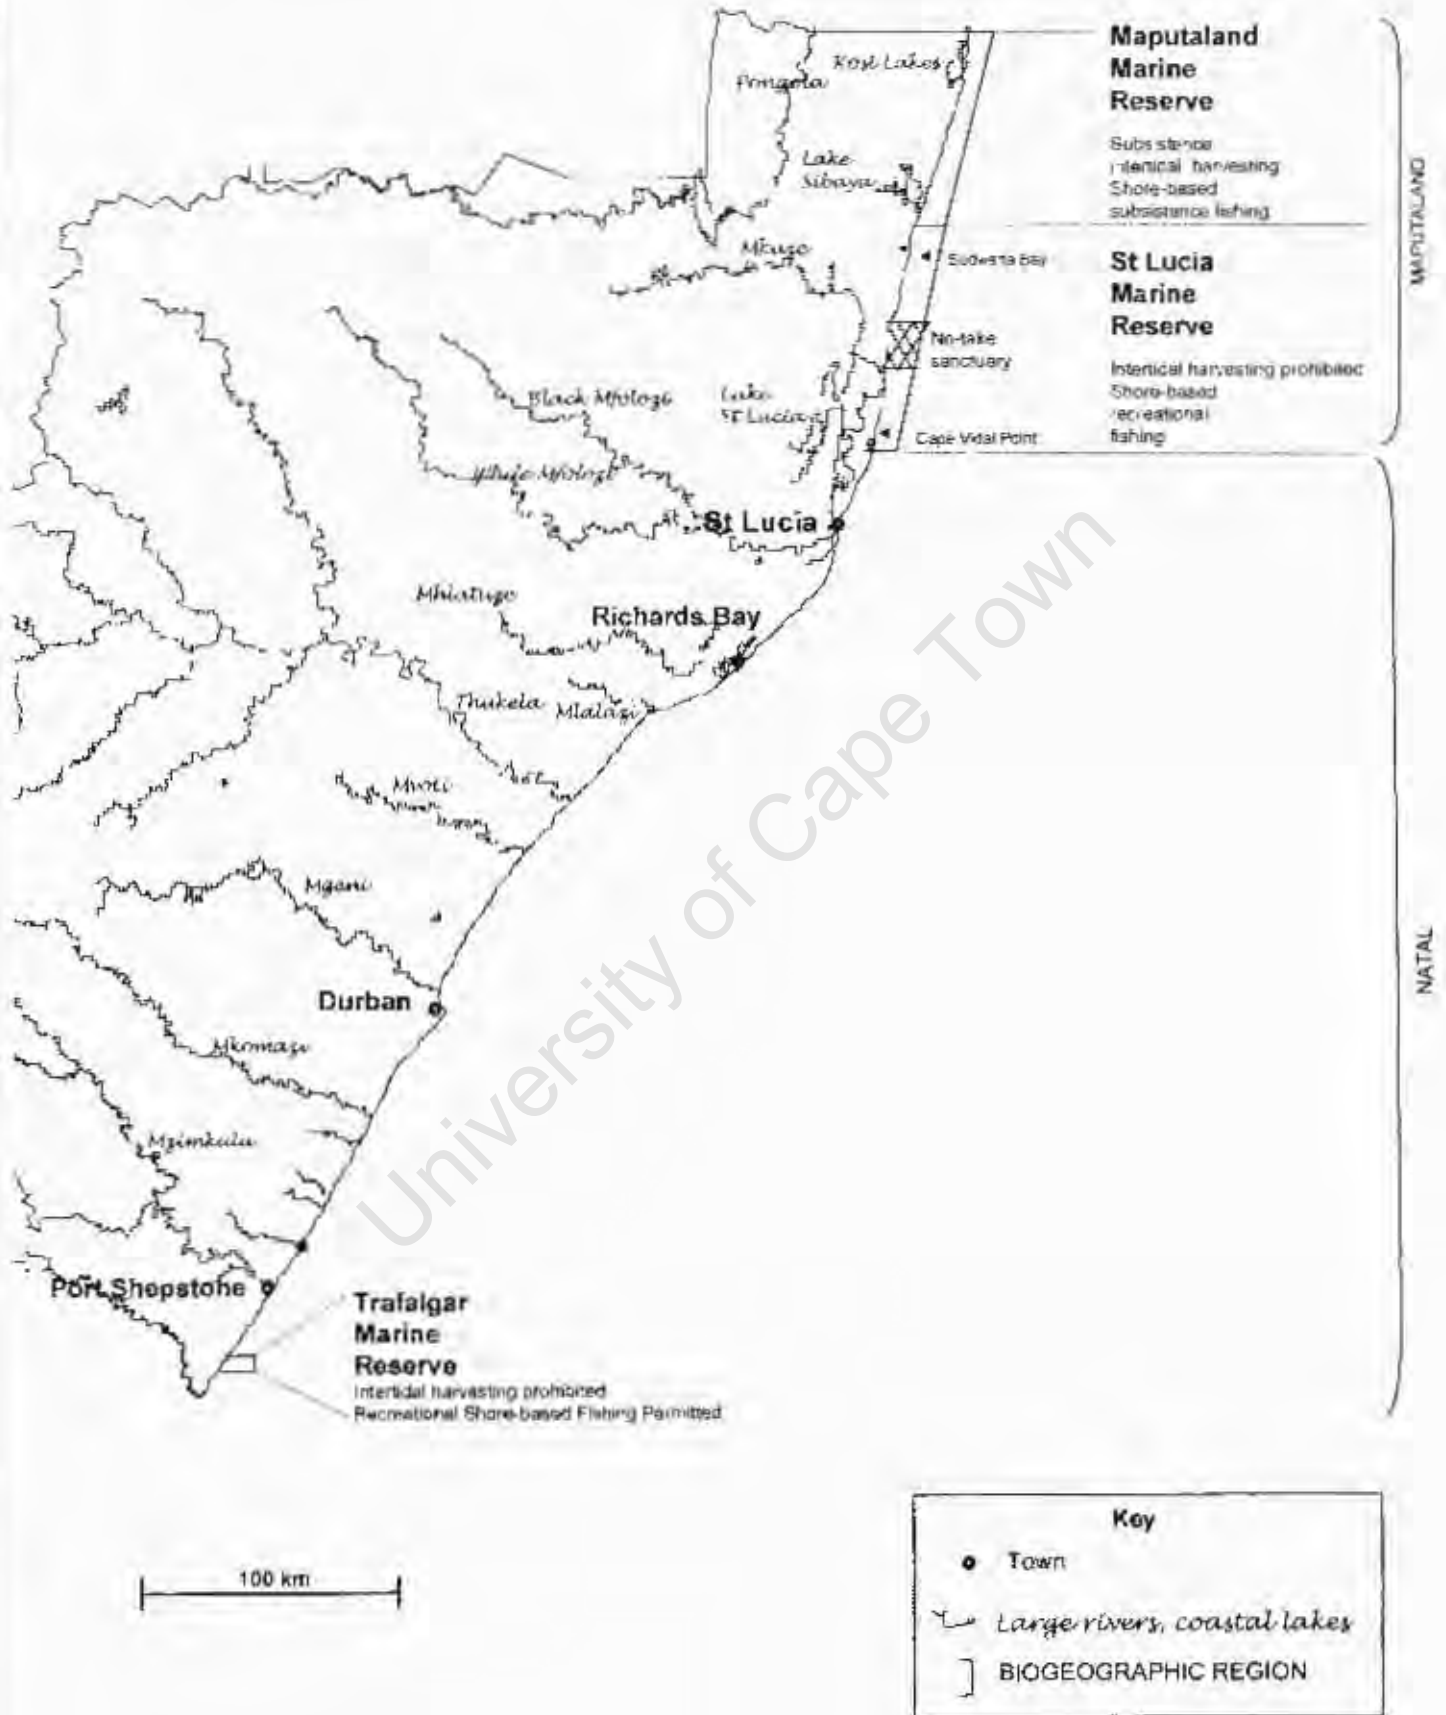 Maputaland
Marine
Reserve
Subsistence
Intertidal harvesting
Shore-based
subsistance fishing
MAPUTALAND
Kosi Lakes
Pongola
Lake
Sibaya
Mkuze
Sodwana Bay
St Lucia
Marine
Reserve
Intertidal harvesting prohibited
Shore-based
recreational
fishing
No-take
sanctuary
Black Mfolozi
Lake
St Lucia
Cape Vidal Point
White Mfolozi
St Lucia
Mhlatuze
Richards Bay
Thukela
Mlalazi
Mvoti
Mgeni
NATAL
Durban
Mkomazi
Mzimkulu
Port Shepstone
Trafalgar
Marine
Reserve
Intertidal harvesting prohibited
Recreational Shore-based Fishing Permitted
University of Cape Town
100 km
Key
Town
Large rivers, coastal lakes
BIOGEOGRAPHIC REGION